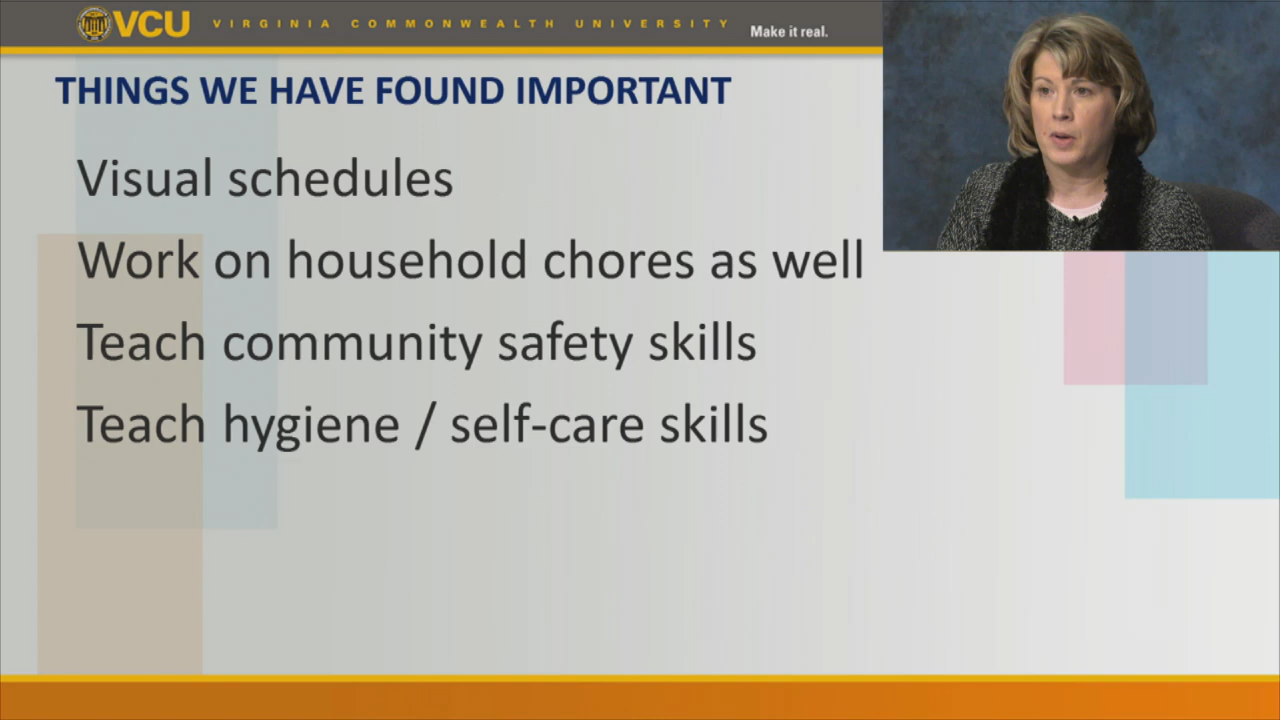 VCU VIRGINIA COMMONWEALTH UNIVERSITY Make it real.
THINGS WE HAVE FOUND IMPORTANT
Visual schedules
Work on household chores as well
Teach community safety skills
Teach hygiene / self-care skills